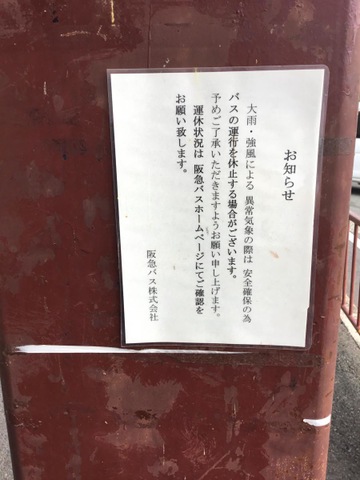 お知らせ
大雨・強風による 異常気象の際は 安全確保の為
バスの運行を休止する場合がございます。
予めご了承いただきますようお願い申し上げます。
運休状況は 阪急バスホームページにてご確認を
お願い致します。
阪急バス株式会社